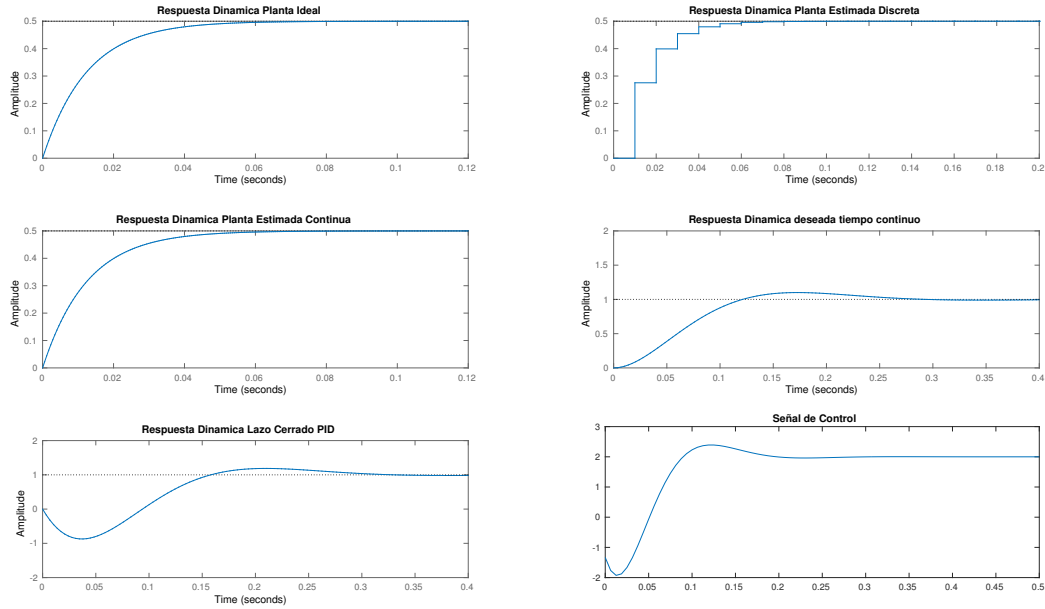 Respuesta Dinamica Planta Ideal
Amplitude
0.5
0.4
0.3
0.2
0.1
0
0 0.02 0.04 0.06 0.08 0.1 0.12
Time (seconds)
Respuesta Dinamica Planta Estimada Discreta
Amplitude
0.5
0.4
0.3
0.2
0.1
0
0 0.02 0.04 0.06 0.08 0.1 0.12 0.14 0.16 0.18 0.2
Time (seconds)
Respuesta Dinamica Planta Estimada Continua
Amplitude
0.5
0.4
0.3
0.2
0.1
0
0 0.02 0.04 0.06 0.08 0.1 0.12
Time (seconds)
Respuesta Dinamica deseada tiempo continuo
Amplitude
2
1.5
1
0.5
0
0 0.05 0.1 0.15 0.2 0.25 0.3 0.35 0.4
Time (seconds)
Respuesta Dinamica Lazo Cerrado PID
Amplitude
2
1
0
-1
-2
0 0.05 0.1 0.15 0.2 0.25 0.3 0.35 0.4
Time (seconds)
Señal de Control
3
2
1
0
-1
-2
0 0.05 0.1 0.15 0.2 0.25 0.3 0.35 0.4 0.45 0.5